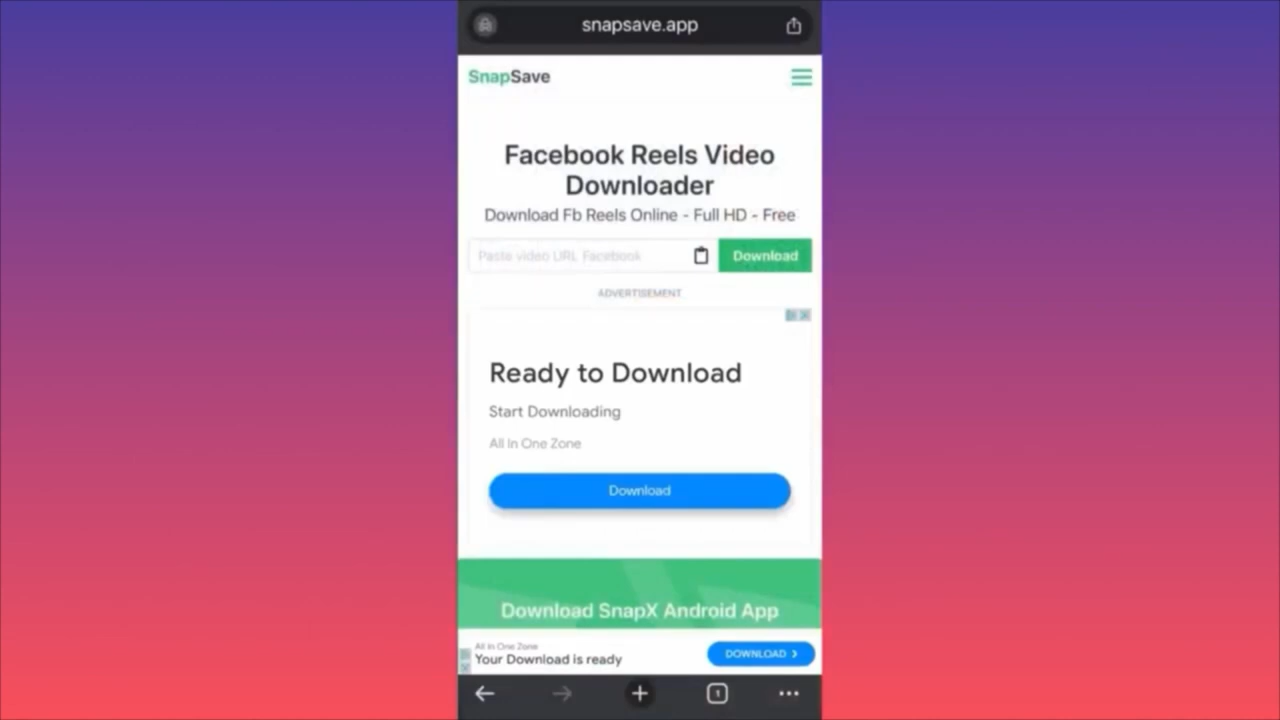 snapsave.app
SnapSave
Facebook Reels Video
Downloader
Download Fb Reels Online - Full HD - Free
Paste video URL Facebook
Download
ADVERTISEMENT
Ready to Download
Start Downloading
All In One Zone
Download
Download SnapX Android App
All In One Zone
Your Download is ready
DOWNLOAD
1